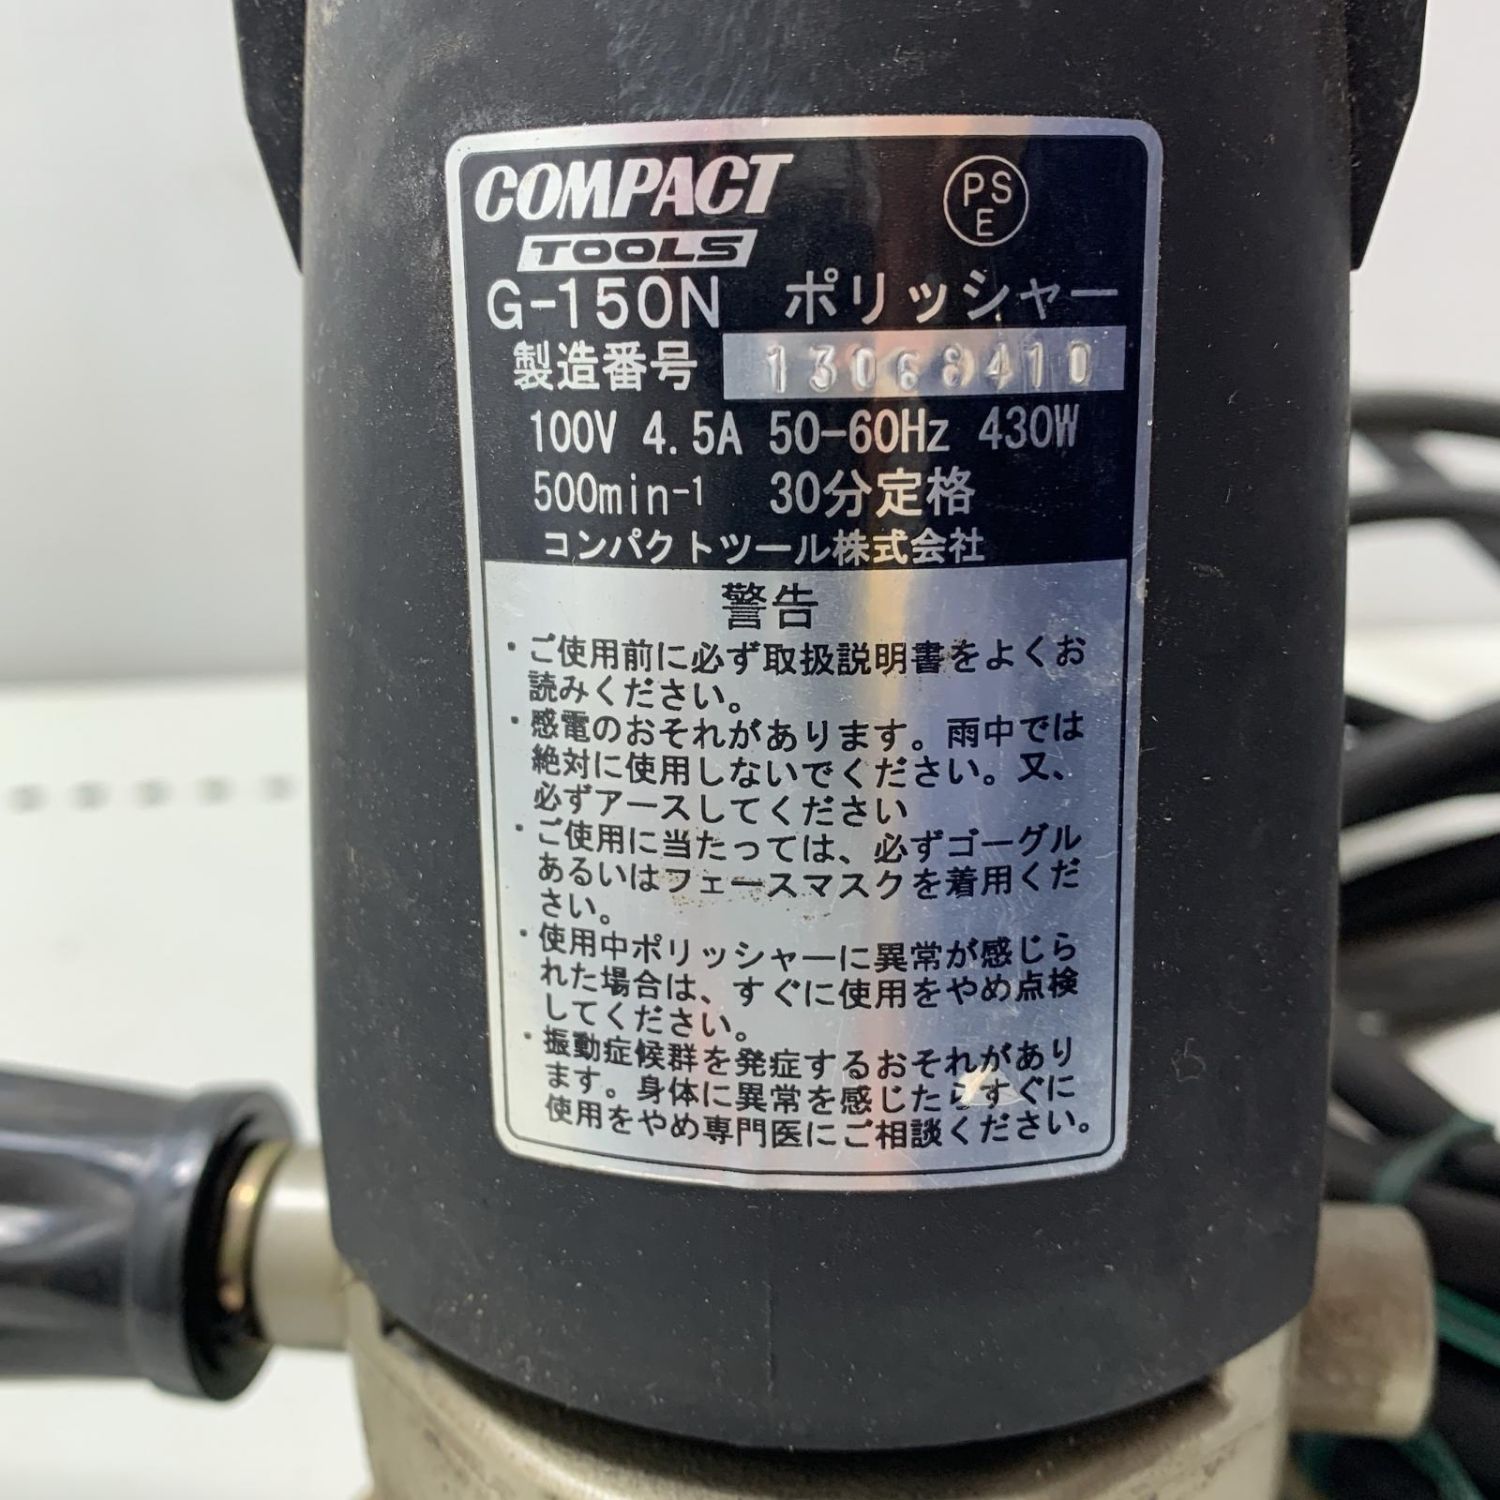 COMPACT
TOOLS
PS
E
G-150N ポリッシャー
製造番号
100V 4.5A 50-60Hz 430W
500min-1 30分定格
コンパクトツール株式会社
警告
・ご使用前に必ず取扱説明書をよくお
読みください。
・感電のおそれがあります。雨中では
絶対に使用しないでください。又、
必ずアースしてください
・ご使用に当たっては、必ずゴーグル
あるいはフェースマスクを着用くだ
さい。
・使用中ポリッシャーに異常が感じら
れた場合は、すぐに使用をやめ点検
してください。
・振動症候群を発症するおそれがあり
ます。身体に異常を感じたらすぐに
使用をやめ専門医にご相談ください。